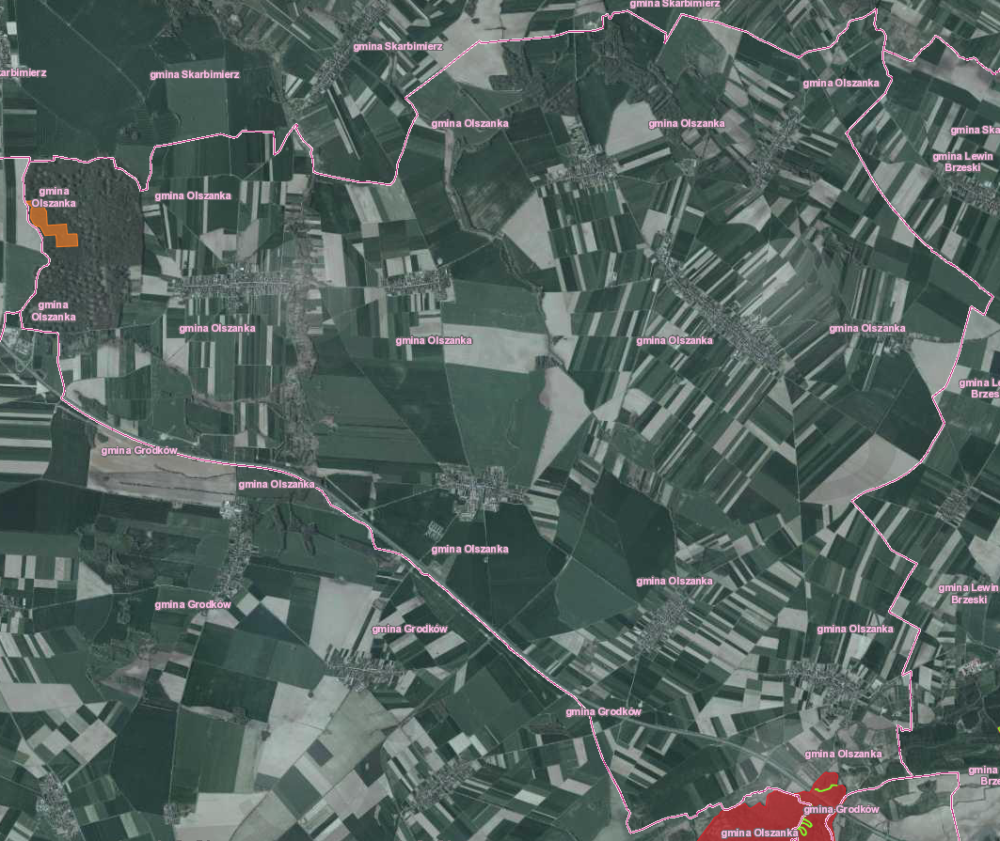 gmina Skarbimierz
gmina Skarbimierz
arbimierz
gmina Skarbimierz
gmina Olszanka
gmina Olszanka
gmina Olszanka
gmina Ska
gmina Lewin
Brzeski
gmina
Olszanka
gmina Olszanka
gmina
Olszanka
gmina Olszanka
gmina Olszanka
gmina Olszanka
gmina Olszanka
gmina Le
Brzes
gmina Grodków
gmina Olszanka
gmina Olszanka
gmina Olszanka
gmina Lewin
Brzeski
gmina Grodków
gmina Grodków
gmina Olszanka
gmina Grodków
gmina Olszanka
gmina
Brze
gmina Grodków
gmina Olszanka